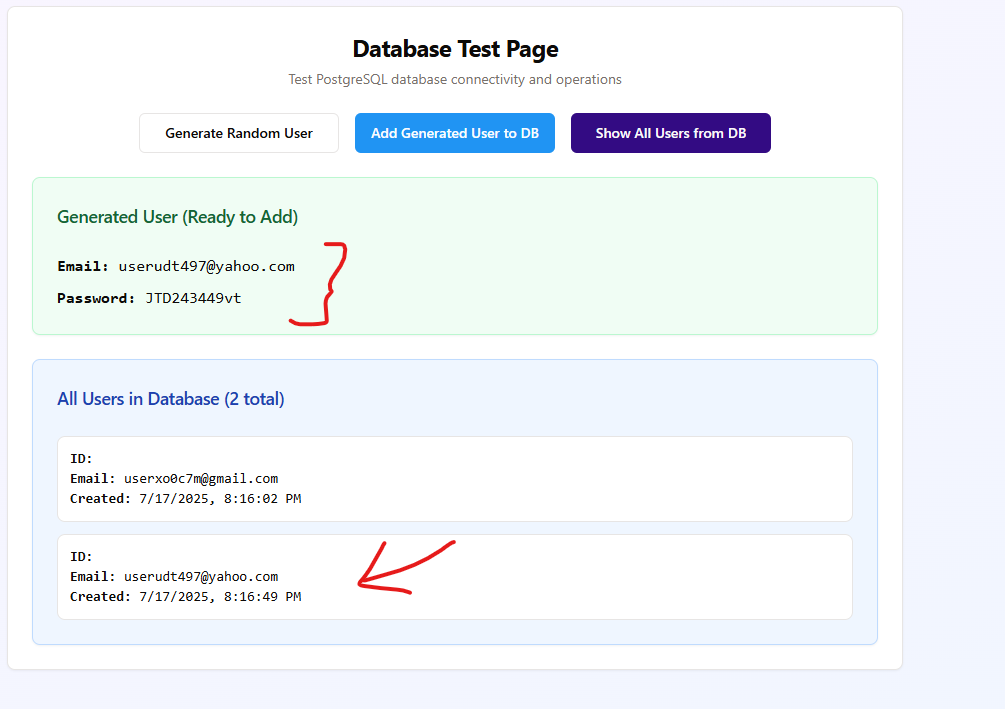 Database Test Page
Test PostgreSQL database connectivity and operations
Generate Random User
Add Generated User to DB
Show All Users from DB
Generated User (Ready to Add)
Email: userudt497@yahoo.com
Password: JTD243449vt
All Users in Database (2 total)
ID:
Email: userxo0c7m@gmail.com
Created: 7/17/2025, 8:16:02 PM
ID:
Email: userudt497@yahoo.com
Created: 7/17/2025, 8:16:49 PM